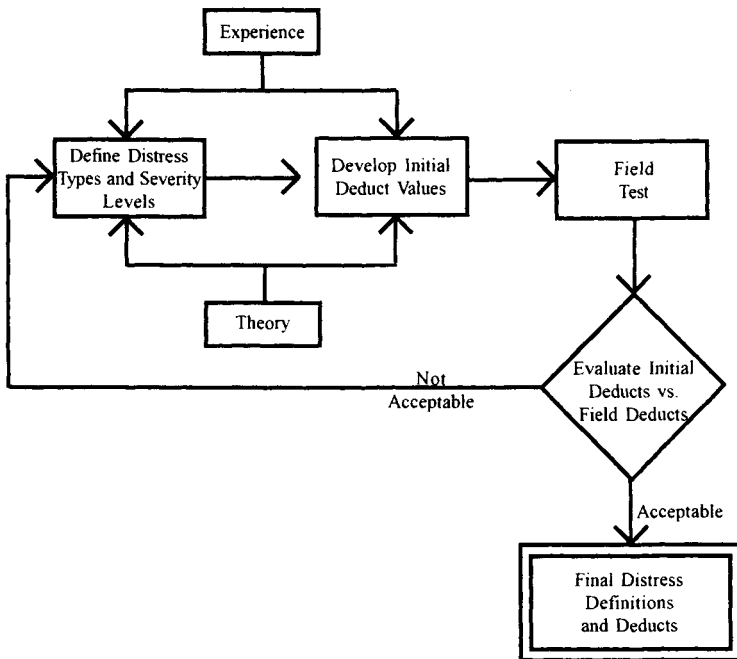 Experience
Define Distress
Types and Severity
Levels
Develop Initial
Deduct Values
Field
Test
Theory
Evaluate Initial
Deducts vs.
Field Deducts
Not
Acceptable
Acceptable
Final Distress
Definitions
and Deducts